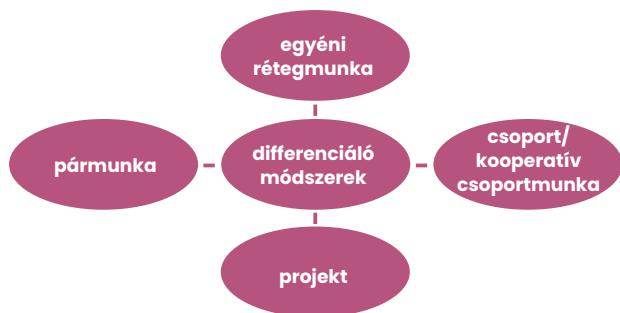 egyéni
rétegmunka
pármunka
differenciáló
módszerek
csoport/
kooperatív
csoportmunka
projekt